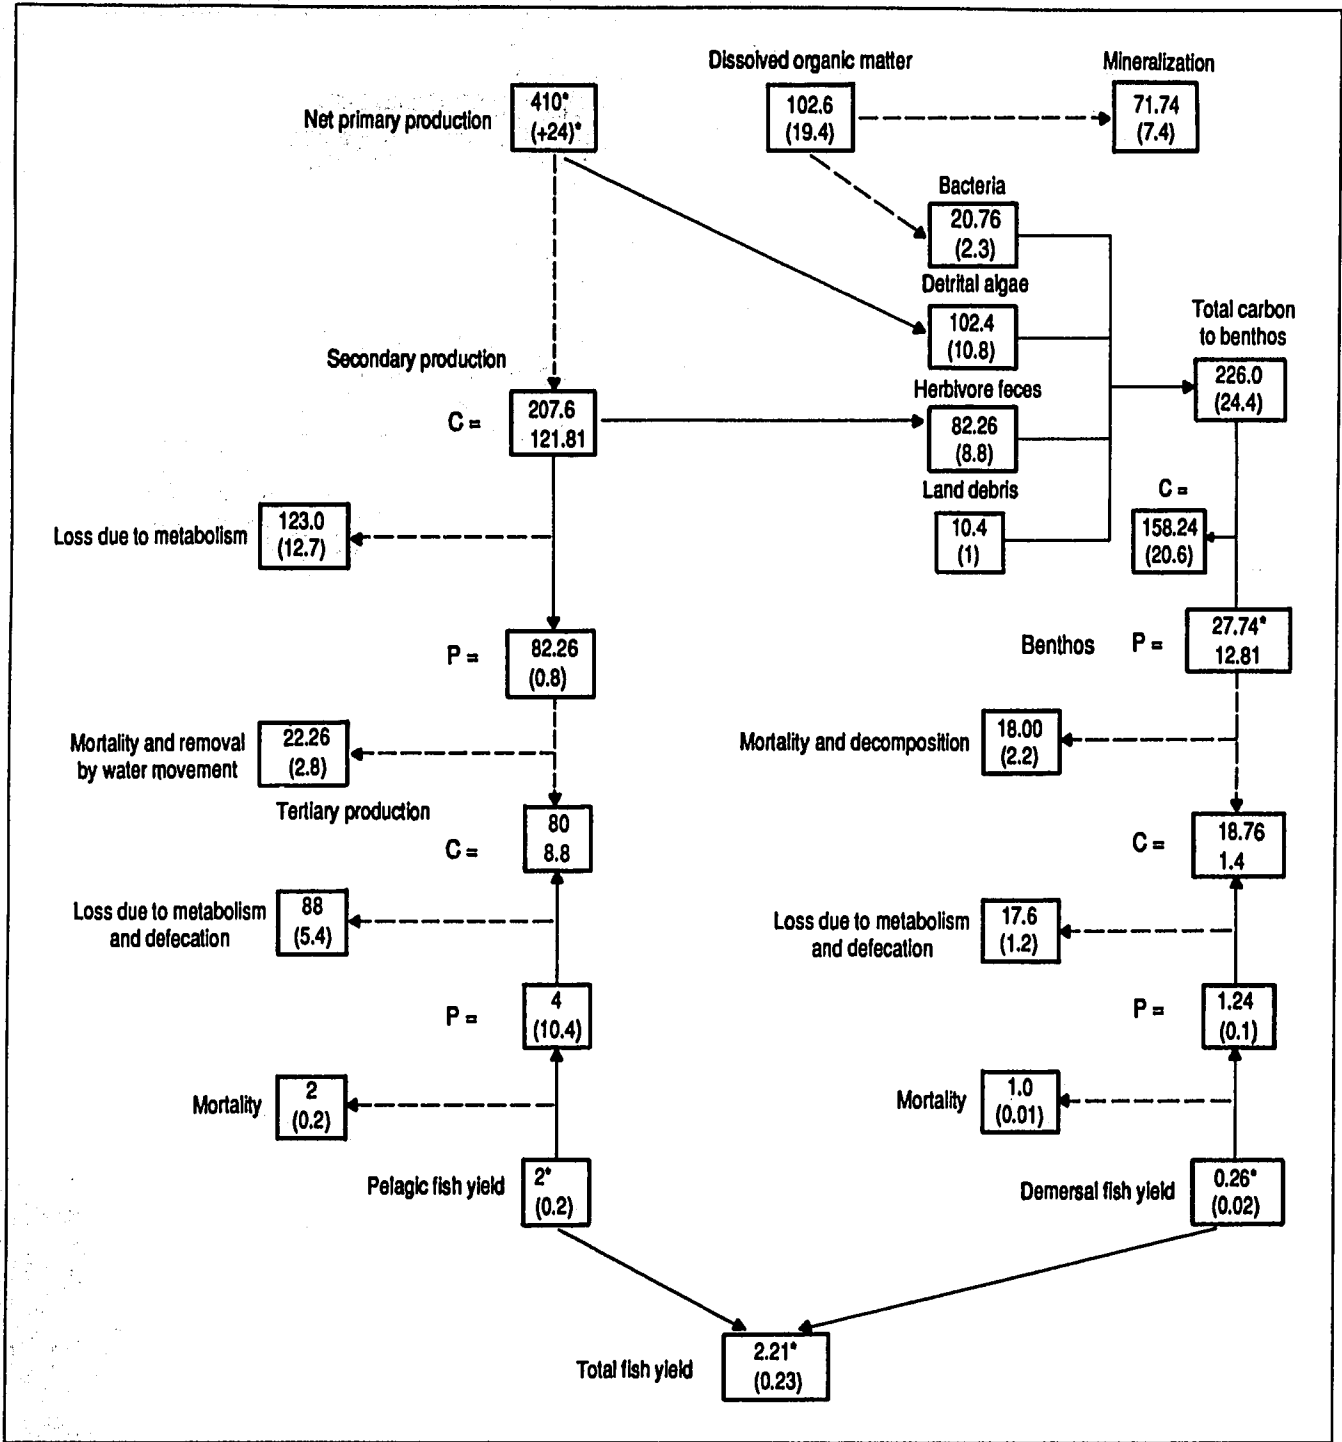 Dissolved organic matter
Mineralization
Net primary production
410*
(+24)*
102.6
(19.4)
71.74
(7.4)
Bacteria
20.76
(2.3)
Detrital algae
102.4
(10.8)
Total carbon
to benthos
226.0
(24.4)
Secondary production
C =
207.6
121.81
Herbivore feces
82.26
(8.8)
Land debris
10.4
(1)
C =
158.24
(20.6)
Loss due to metabolism
123.0
(12.7)
P =
82.26
(0.8)
Benthos
P =
27.74*
12.81
Mortality and removal
by water movement
22.26
(2.8)
Mortality and decomposition
18.00
(2.2)
Tertiary production
C =
80
8.8
C =
18.76
1.4
Loss due to metabolism
and defecation
88
(5.4)
Loss due to metabolism
and defecation
17.6
(1.2)
P =
4
(10.4)
P =
1.24
(0.1)
Mortality
2
(0.2)
Mortality
1.0
(0.01)
Pelagic fish yield
2*
(0.2)
Demersal fish yield
0.26*
(0.02)
Total fish yield
2.21*
(0.23)